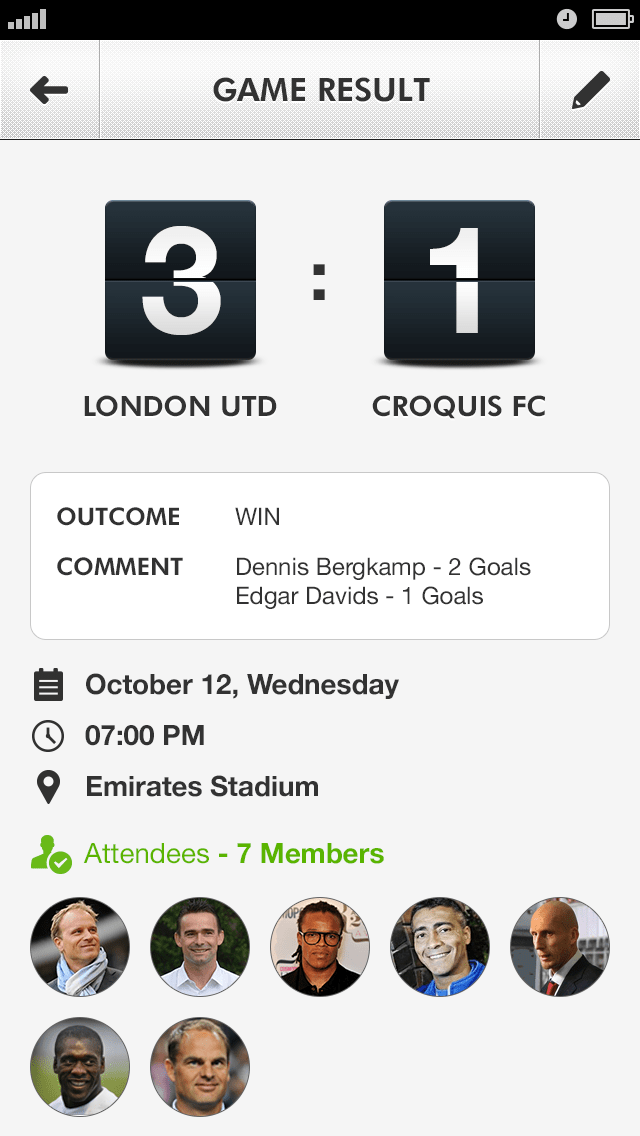 GAME RESULT
3 : 1
LONDON UTD CROQUIS FC
OUTCOME WIN
COMMENT Dennis Bergkamp - 2 Goals
Edgar Davids - 1 Goals
October 12, Wednesday
07:00 PM
Emirates Stadium
Attendees - 7 Members